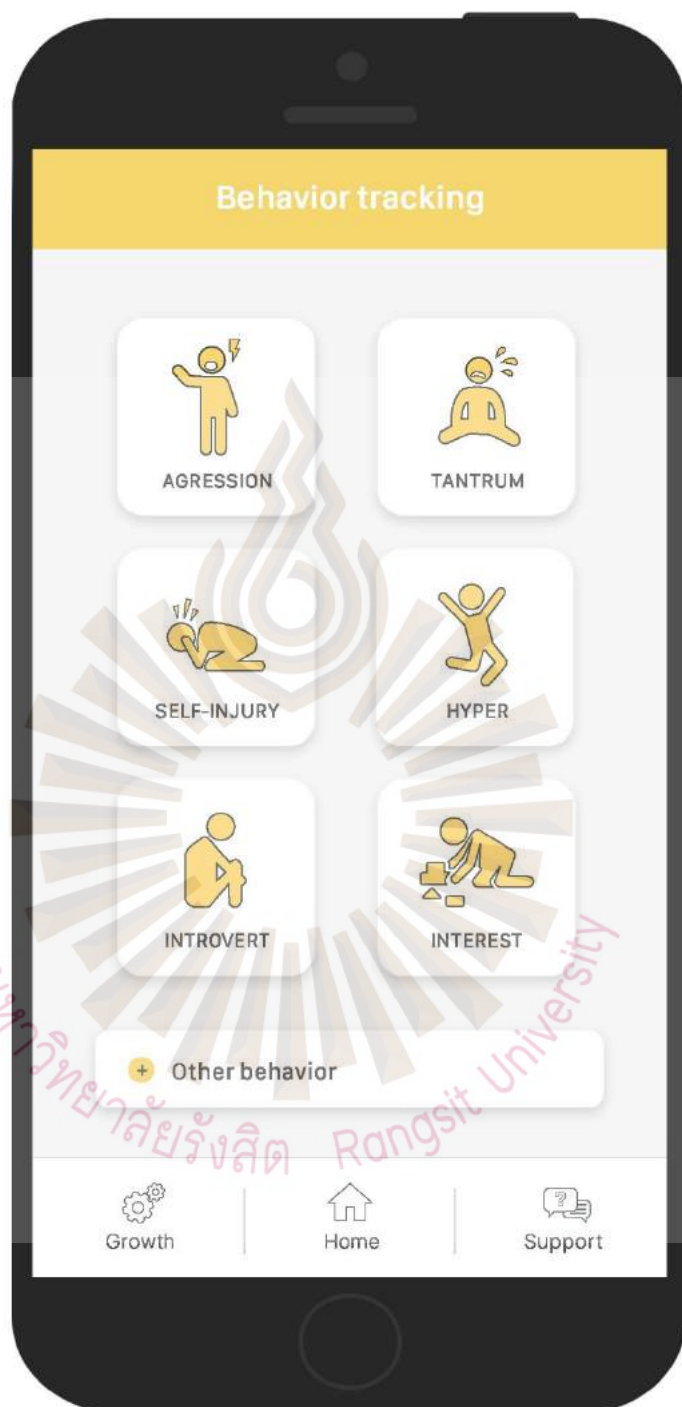 Behavior tracking
AGRESSION
TANTRUM
SELF-INJURY
HYPER
INTROVERT
INTEREST
+ Other behavior
มหาวิทยาลัยรังสิต Rangsit University
?
Growth
Home
Support